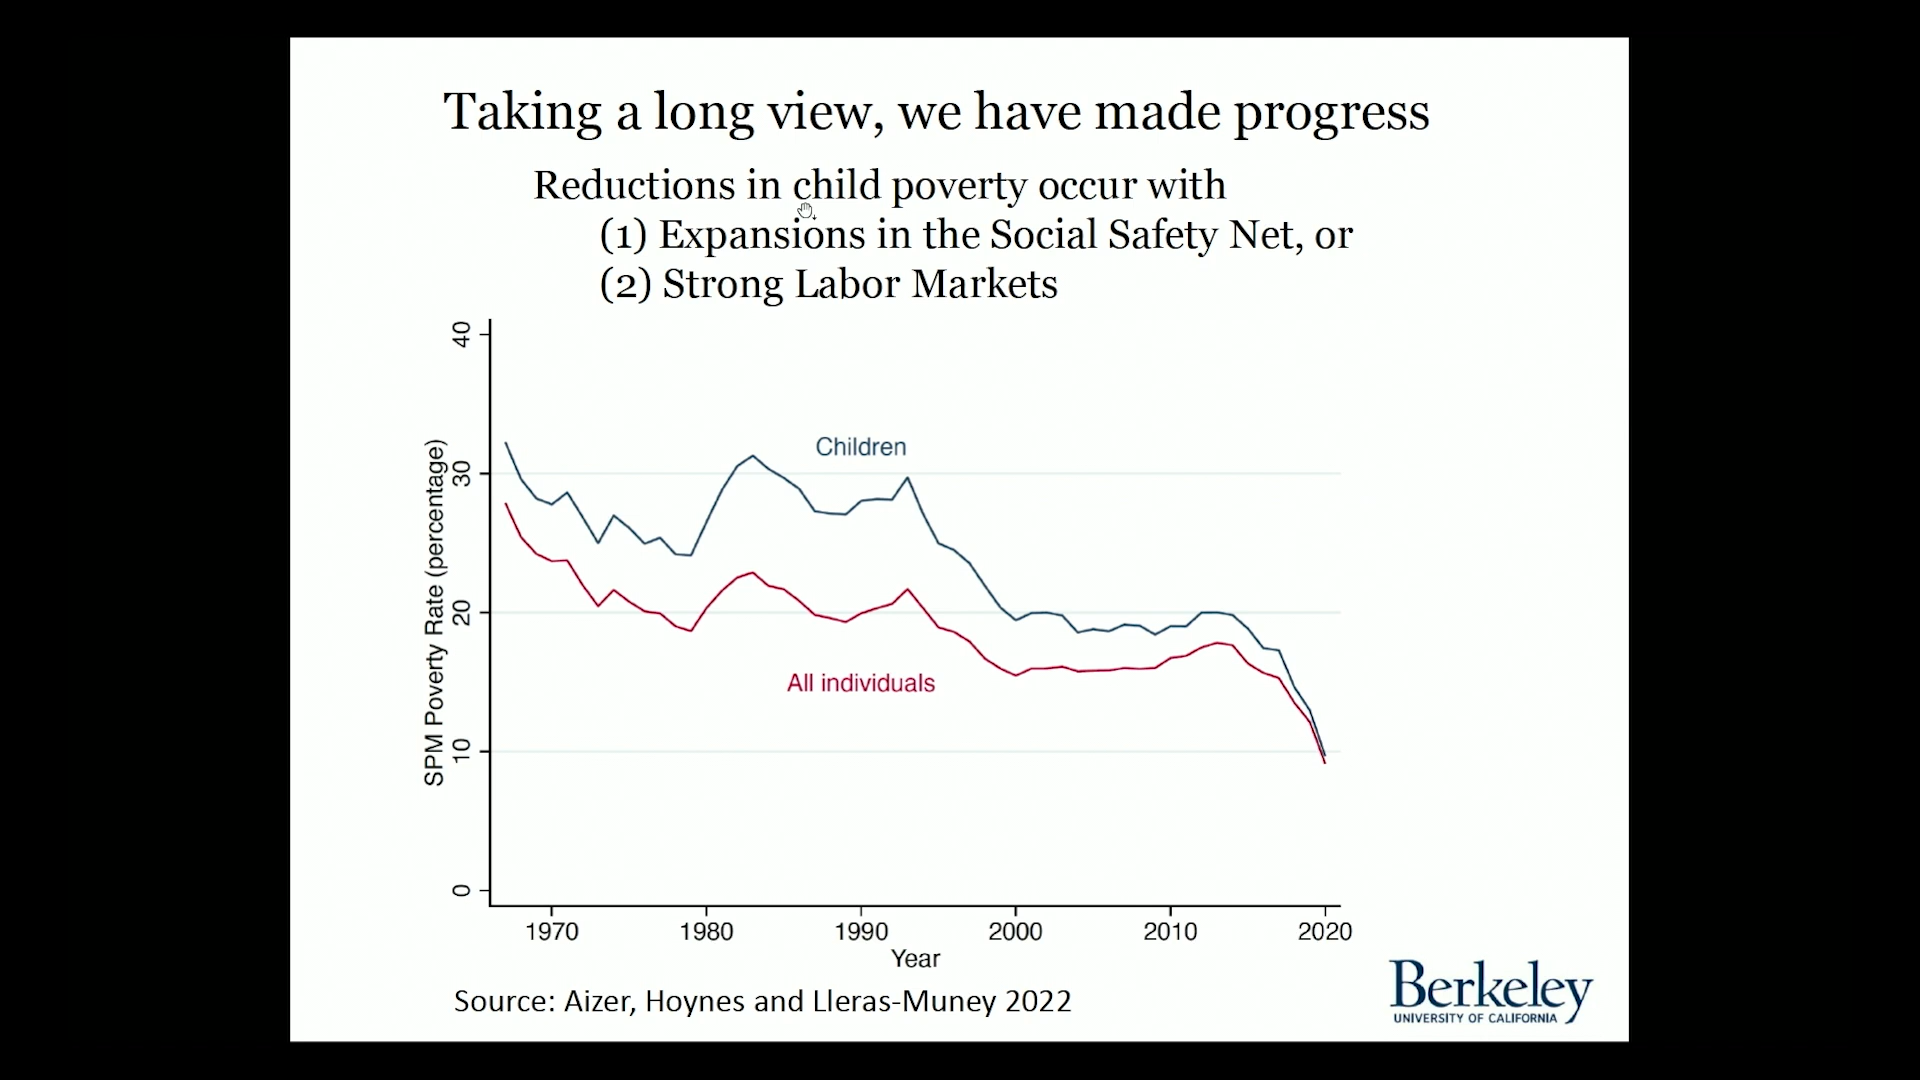 Taking a long view, we have made progress
Reductions in child poverty occur with
(1) Expansions in the Social Safety Net, or
(2) Strong Labor Markets
SPM Poverty Rate (percentage)
40
30
20
10
0
Children
All individuals
1970 1980 1990 2000 2010 2020
Year
Source: Aizer, Hoynes and Lleras-Muney 2022
Berkeley
UNIVERSITY OF CALIFORNIA